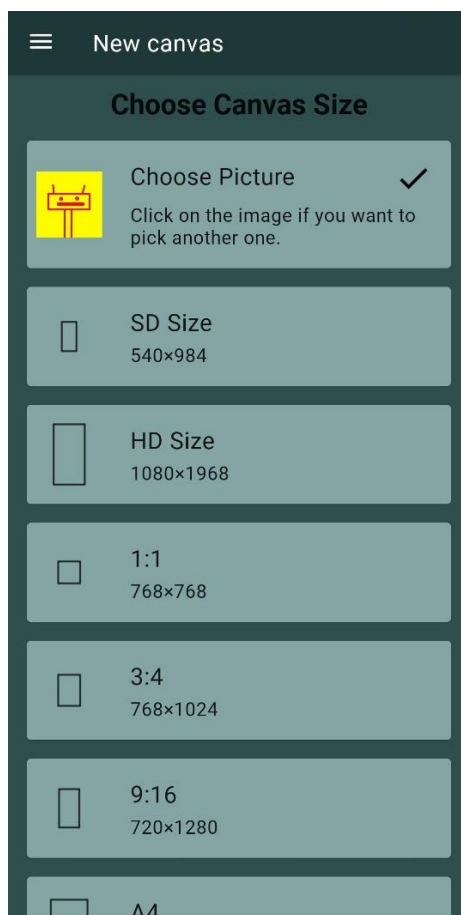 New canvas
Choose Canvas Size
Choose Picture
Click on the image if you want to
pick another one.
SD Size
540×984
HD Size
1080×1968
1:1
768×768
3:4
768×1024
9:16
720×1280
A4